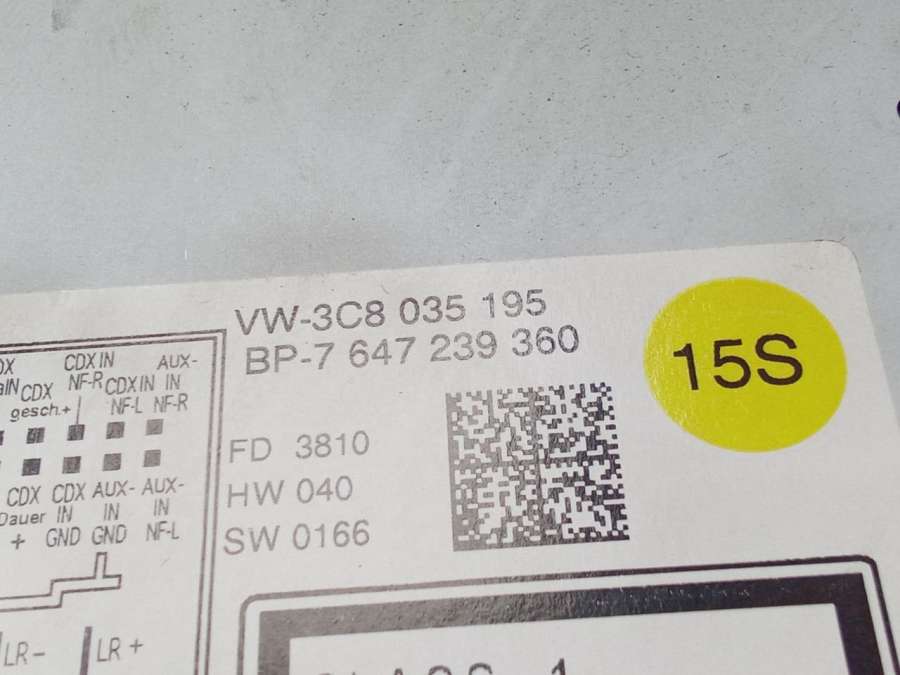 VW-3C8 035 195
BP-7 647 239 360
15S
FD 3810
HW 040
SW 0166
CDX IN AUX-
NF-R CDX IN IN
CDX NF-L NF-R
gesch.+
CDX CDX AUX- AUX-
Dauer IN IN IN
+ GND GND NF-L
LR- LR+